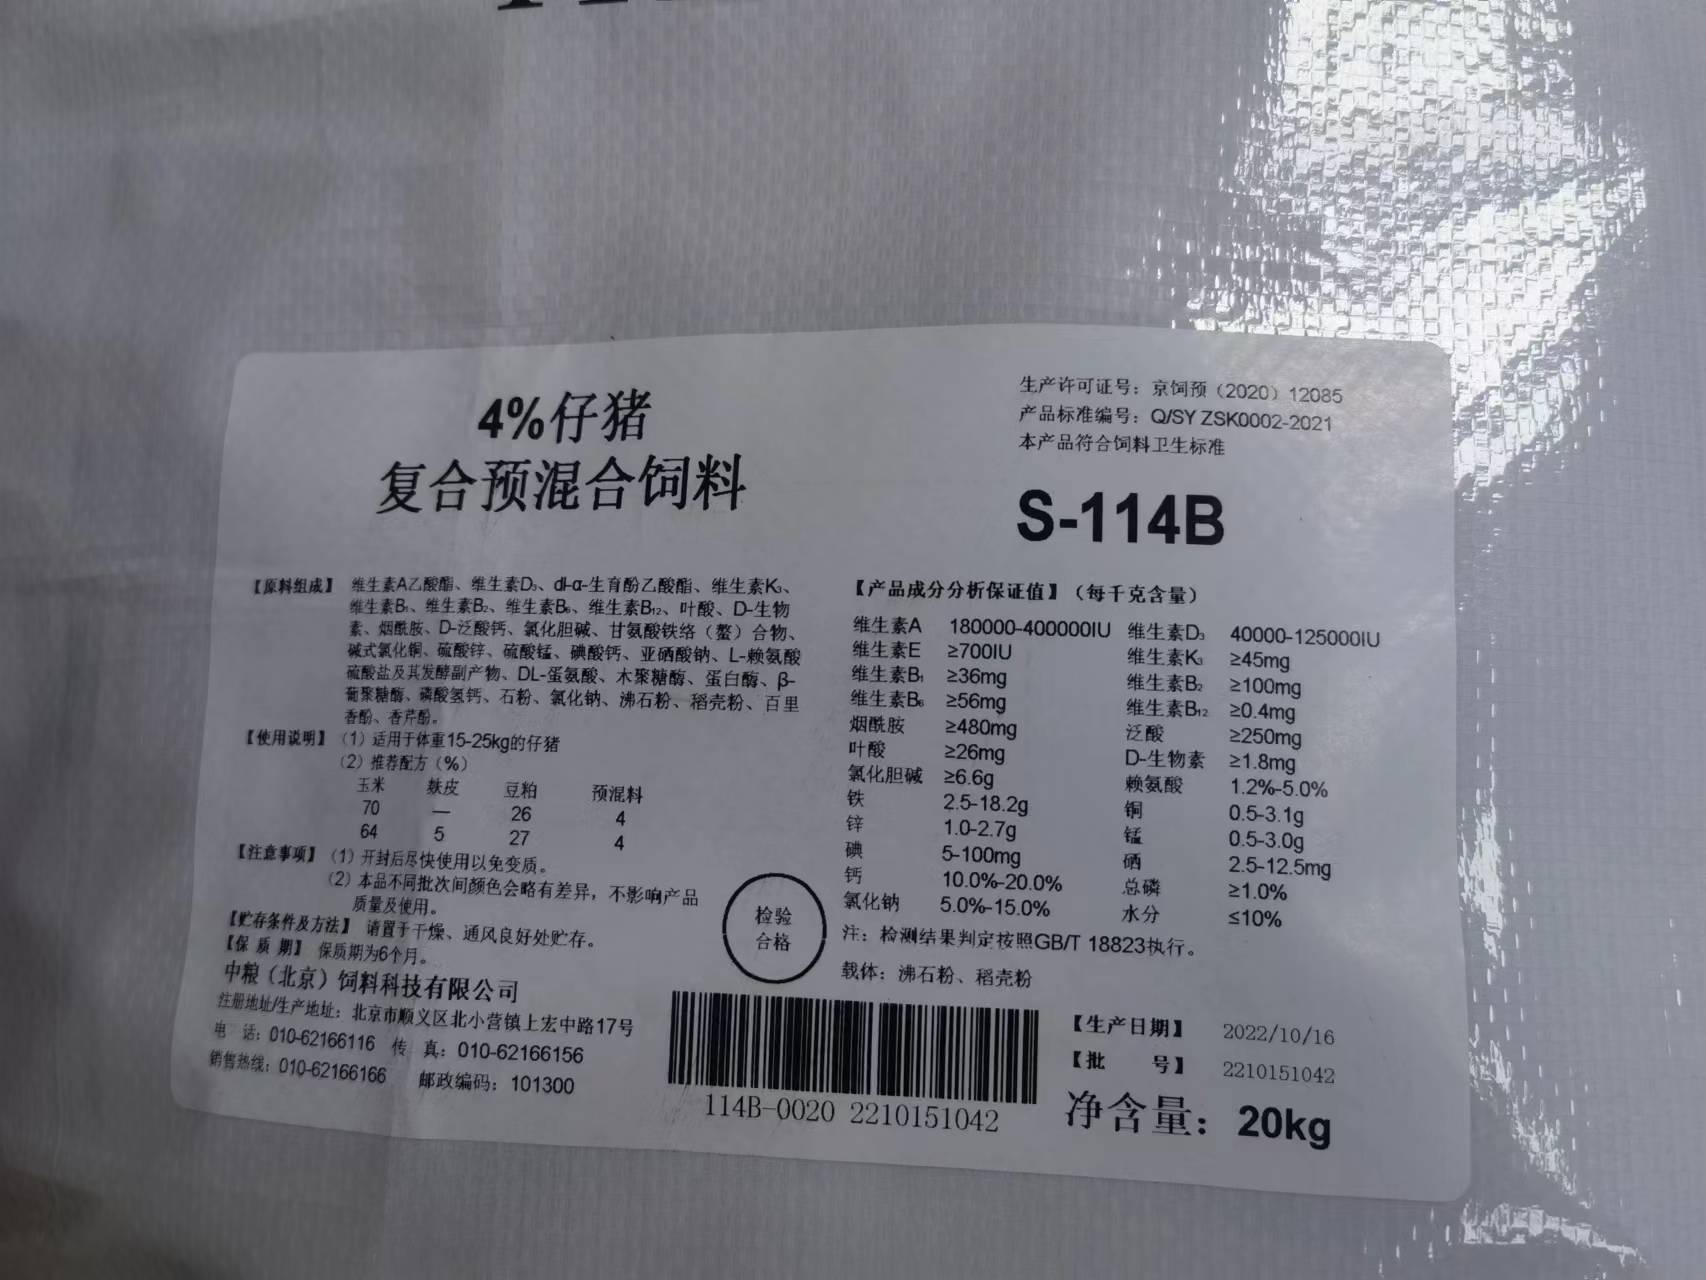 4%仔猪
复合预混合饲料
生产许可证号：京饲预（2020）12085
产品标准编号：Q/SY ZSK0002-2021
本产品符合饲料卫生标准
S-114B
【原料组成】 维生素A乙酸酯、维生素D₃、dl-α-生育酚乙酸酯、维生素K₃、
维生素B₁、维生素B₂、维生素B₆、维生素B₁₂、叶酸、D-生物
素、烟酰胺、D-泛酸钙、氯化胆碱、甘氨酸铁络（螯）合物、
碱式氯化铜、硫酸锌、硫酸锰、碘酸钙、亚硒酸钠、L-赖氨酸
硫酸盐及其发酵副产物、DL-蛋氨酸、木聚糖酶、蛋白酶、β-
葡聚糖酶、磷酸氢钙、石粉、氯化钠、沸石粉、稻壳粉、百里
香酚、香芹酚。
【使用说明】（1）适用于体重15-25kg的仔猪
（2）推荐配方（%）
玉米 麸皮 豆粕 预混料
70 — 26 4
64 5 27 4
【注意事项】（1）开封后尽快使用以免变质。
（2）本品不同批次间颜色会略有差异，不影响产品
质量及使用。
【贮存条件及方法】 请置于干燥、通风良好处贮存。
【保 质 期】 保质期为6个月。
中粮（北京）饲料科技有限公司
注册地址/生产地址：北京市顺义区北小营镇上宏中路17号
电 话：010-62166116 传 真：010-62166156
销售热线：010-62166166 邮政编码：101300
检验
合格
【产品成分分析保证值】（每千克含量）
维生素A 180000-400000IU 维生素D₃ 40000-125000IU
维生素E ≥700IU 维生素K₃ ≥45mg
维生素B₁ ≥36mg 维生素B₂ ≥100mg
维生素B₆ ≥56mg 维生素B₁₂ ≥0.4mg
烟酰胺 ≥480mg 泛酸 ≥250mg
叶酸 ≥26mg D-生物素 ≥1.8mg
氯化胆碱 ≥6.6g 赖氨酸 1.2%-5.0%
铁 2.5-18.2g 铜 0.5-3.1g
锌 1.0-2.7g 锰 0.5-3.0g
碘 5-100mg 硒 2.5-12.5mg
钙 10.0%-20.0% 总磷 ≥1.0%
氯化钠 5.0%-15.0% 水分 ≤10%
注：检测结果判定按照GB/T 18823执行。
载体：沸石粉、稻壳粉
114B-0020 2210151042
【生产日期】 2022/10/16
【批 号】 2210151042
净含量：20kg